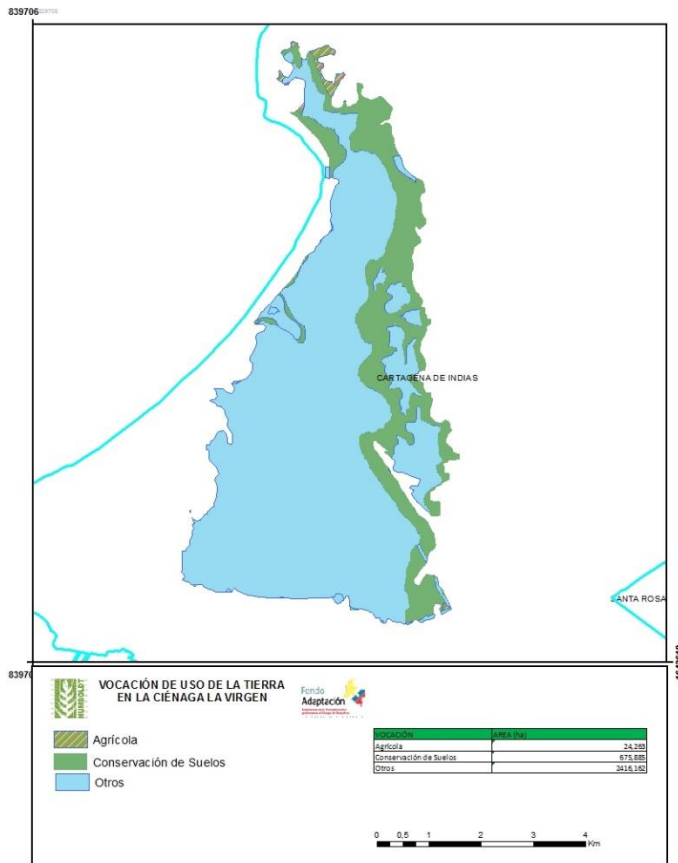 839706
CARTAGENA DE INDIAS
SANTA ROSA
VOCACIÓN DE USO DE LA TIERRA
EN LA CIÉNAGA LA VIRGEN
HUMBOLDT
Fondo
Adaptación
Agrícola
Conservación de Suelos
Otros
VOCACIÓN AREA (ha)
Agrícola 24,263
Conservación de Suelos 675,885
Otros 2416,162
0 0,5 1 2 3 4
Km